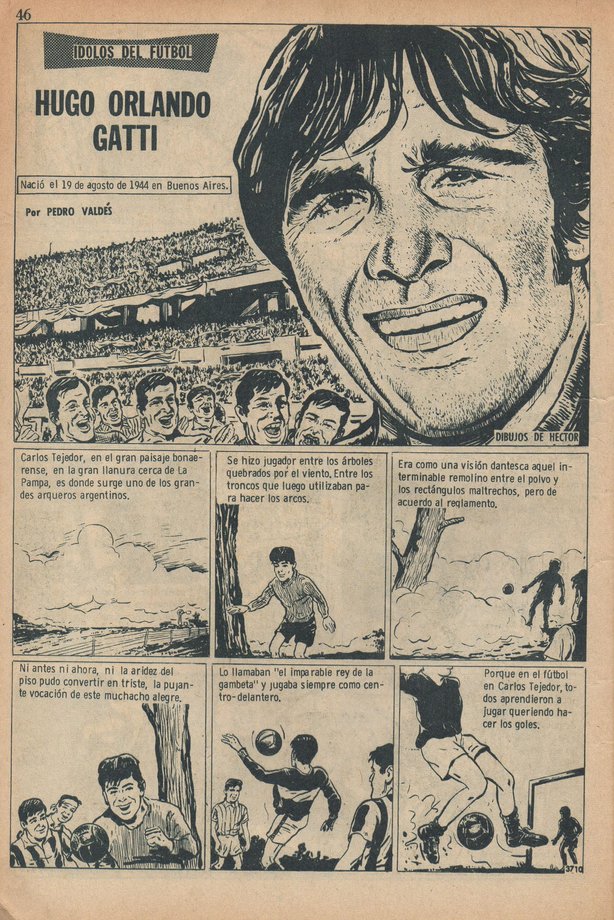 46
IDOLOS DEL FUTBOL
HUGO ORLANDO
GATTI
Nació el 19 de agosto de 1944 en Buenos Aires.
Por PEDRO VALDÉS
DIBUJOS DE HECTOR
Carlos Tejedor, en el gran paisaje bonae-
rense, en la gran llanura cerca de La
Pampa, es donde surge uno de los gran-
des arqueros argentinos.
Se hizo jugador entre los árboles
quebrados por el viento. Entre los
troncos que luego utilizaban pa-
ra hacer los arcos.
Era como una visión dantesca aquel in-
terminable remolino entre el polvo y
los rectángulos maltrechos, pero de
acuerdo al reglamento.
Ni antes ni ahora, ni la aridez del
piso pudo convertir en triste, la pujan-
te vocación de este muchacho alegre.
Lo llamaban "el imparable rey de la
gambeta" y jugaba siempre como cen-
tro-delantero.
Porque en el fútbol
en Carlos Tejedor, to-
dos aprendieron a
jugar queriendo ha-
cer los goles.
3710